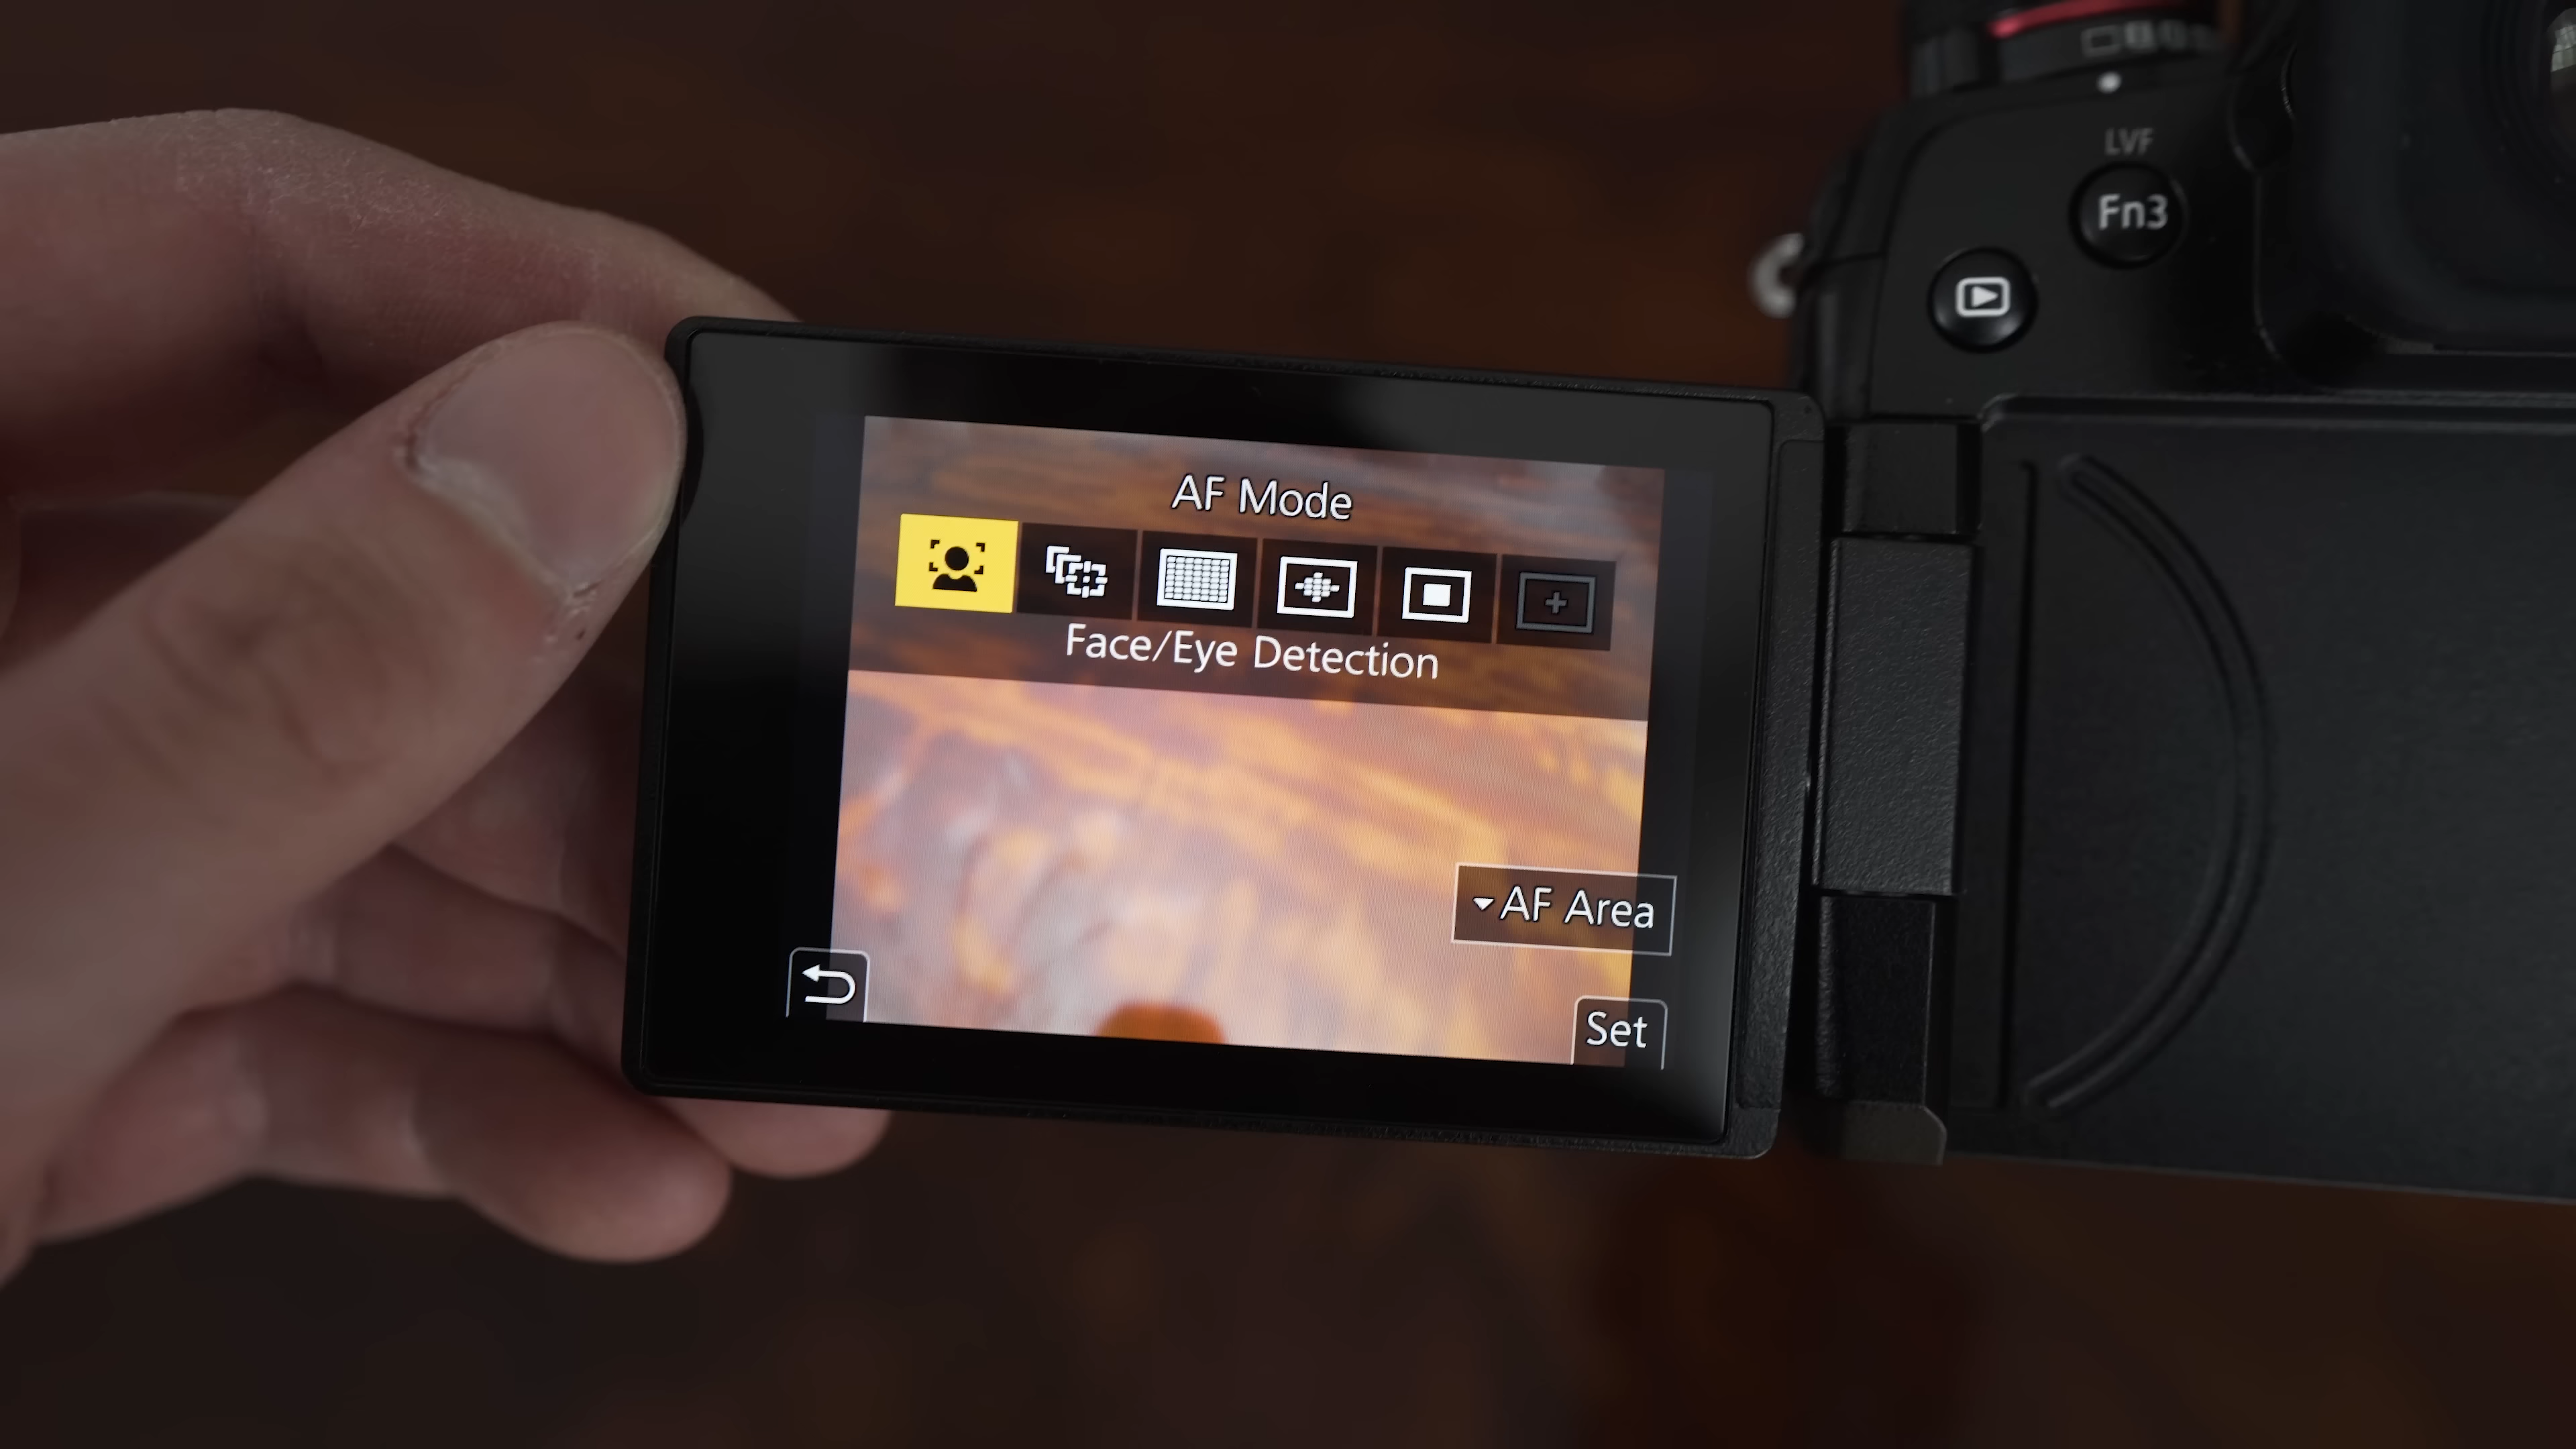 LVF
Fn3
AF Mode
Face/Eye Detection
AF Area
Set